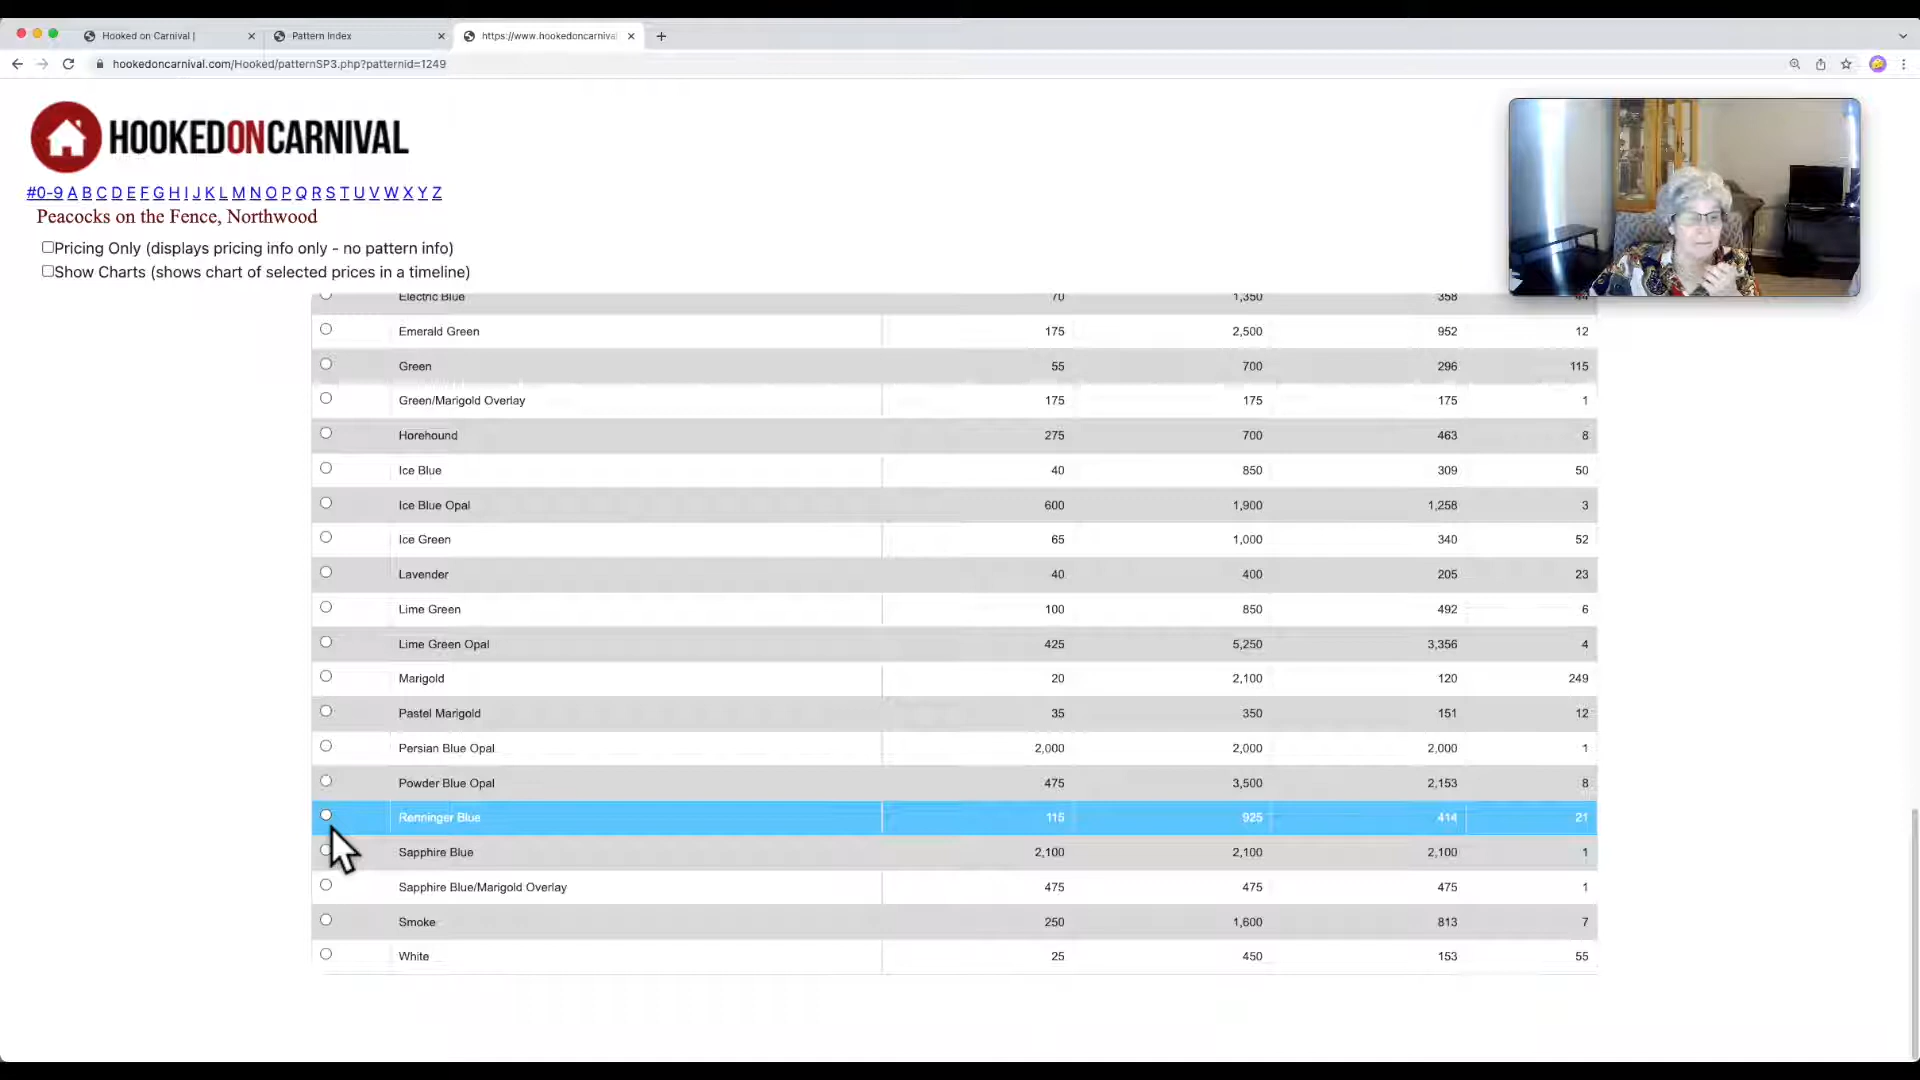 Hooked on Carnival |
Pattern Index
https://www.hookedoncarnival
hookedoncarnival.com/Hooked/patternSP3.php?patternid=1249
HOOKEDONCARNIVAL
#0-9 A B C D E F G H I J K L M N O P Q R S T U V W X Y Z
Peacocks on the Fence, Northwood
Pricing Only (displays pricing info only - no pattern info)
Show Charts (shows chart of selected prices in a timeline)
Electric Blue 70 1,350 358
Emerald Green 175 2,500 952 12
Green 55 700 296 115
Green/Marigold Overlay 175 175 175 1
Horehound 275 700 463 8
Ice Blue 40 850 309 50
Ice Blue Opal 600 1,900 1,258 3
Ice Green 65 1,000 340 52
Lavender 40 400 205 23
Lime Green 100 850 492 6
Lime Green Opal 425 5,250 3,356 4
Marigold 20 2,100 120 249
Pastel Marigold 35 350 151 12
Persian Blue Opal 2,000 2,000 2,000 1
Powder Blue Opal 475 3,500 2,153 8
Renninger Blue 115 925 414 21
Sapphire Blue 2,100 2,100 2,100 1
Sapphire Blue/Marigold Overlay 475 475 475 1
Smoke 250 1,600 813 7
White 25 450 153 55